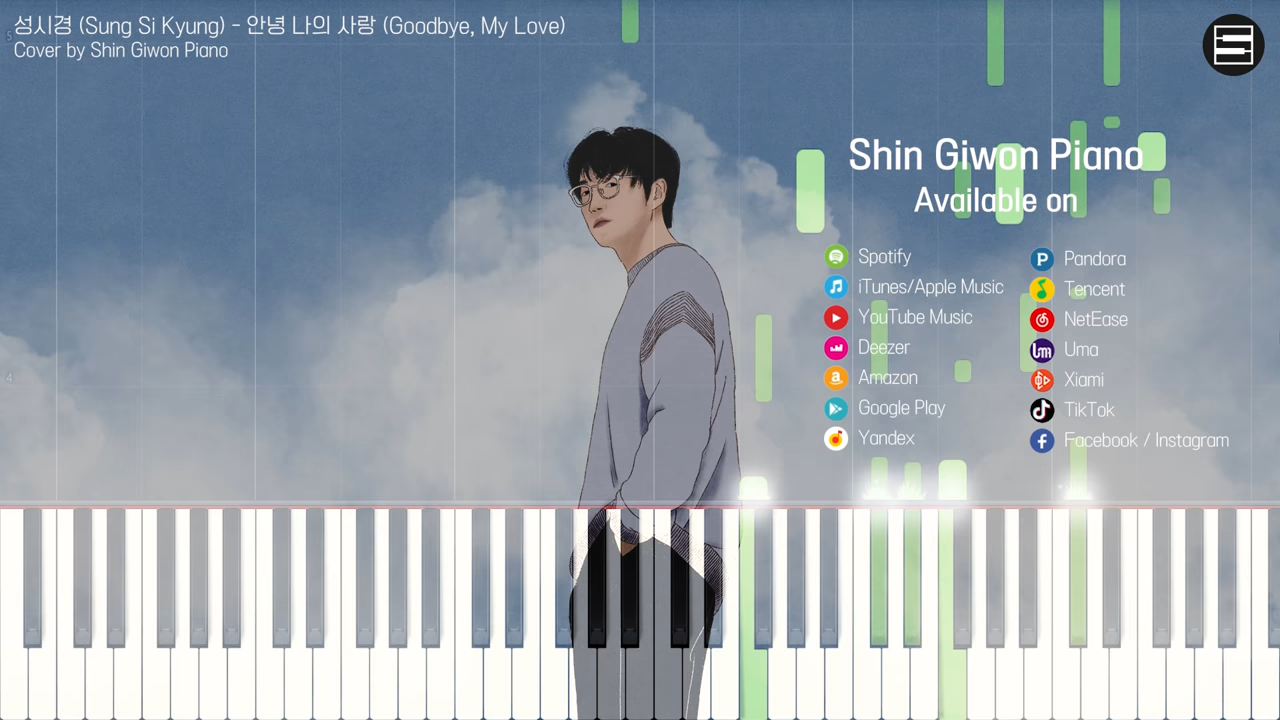 성시경 (Sung Si Kyung) - 안녕 나의 사랑 (Goodbye, My Love)
Cover by Shin Giwon Piano
5
Shin Giwon Piano
Available on
Spotify
iTunes/Apple Music
YouTube Music
Deezer
Amazon
Google Play
Yandex
Pandora
Tencent
NetEase
Uma
Xiami
TikTok
Facebook / Instagram
4